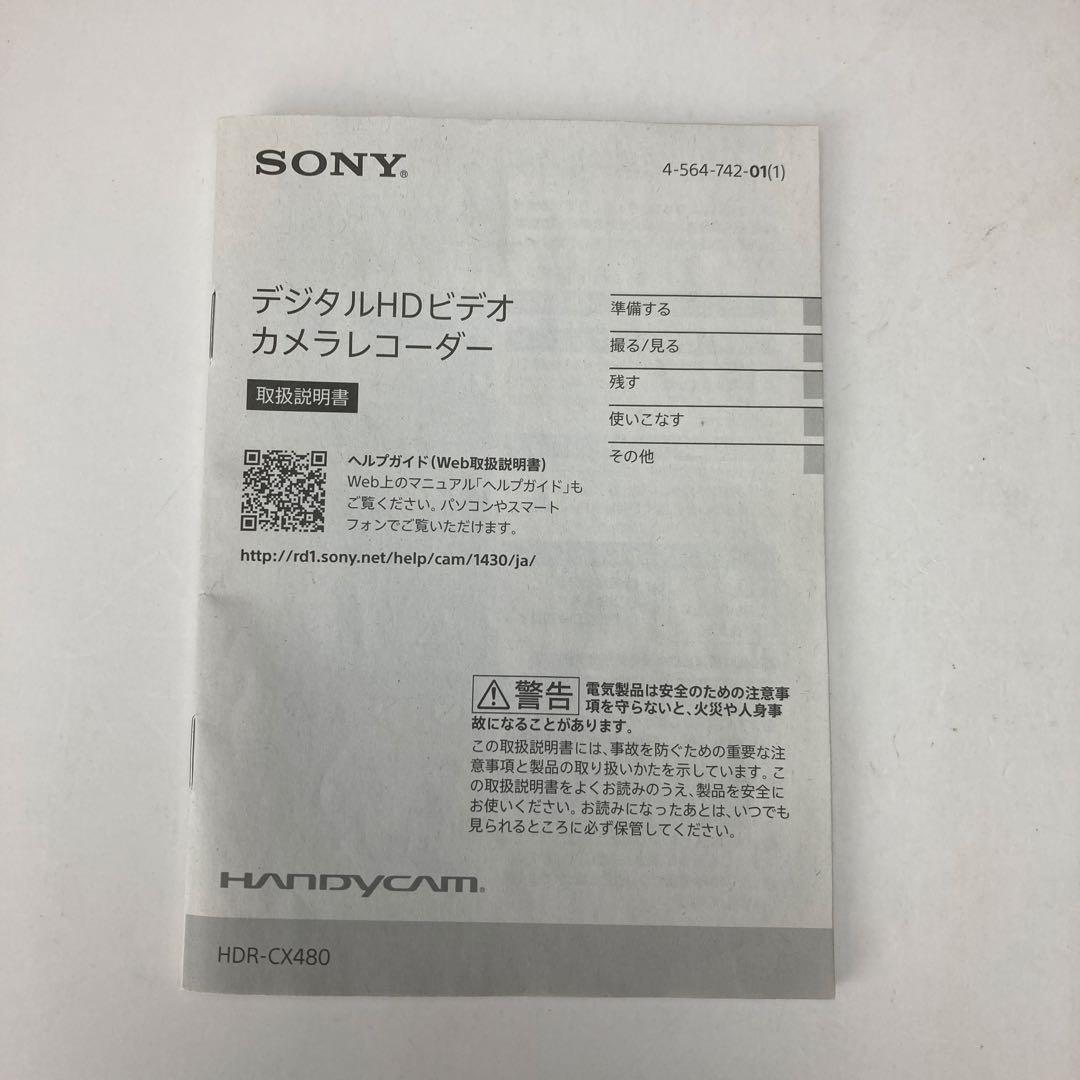 SONY®
4-564-742-01(1)
デジタルHDビデオ
カメラレコーダー
取扱説明書
準備する
撮る/見る
残す
使いこなす
その他
ヘルプガイド(Web取扱説明書)
Web上のマニュアル「ヘルプガイド」も
ご覧ください。パソコンやスマート
フォンでご覧いただけます。
http://rd1.sony.net/help/cam/1430/ja/
警告 電気製品は安全のための注意事
項を守らないと、火災や人身事
故になることがあります。
この取扱説明書には、事故を防ぐための重要な注
意事項と製品の取り扱いかたを示しています。こ
の取扱説明書をよくお読みのうえ、製品を安全に
お使いください。お読みになったあとは、いつでも
見られるところに必ず保管してください。
HANDYCAM®
HDR-CX480